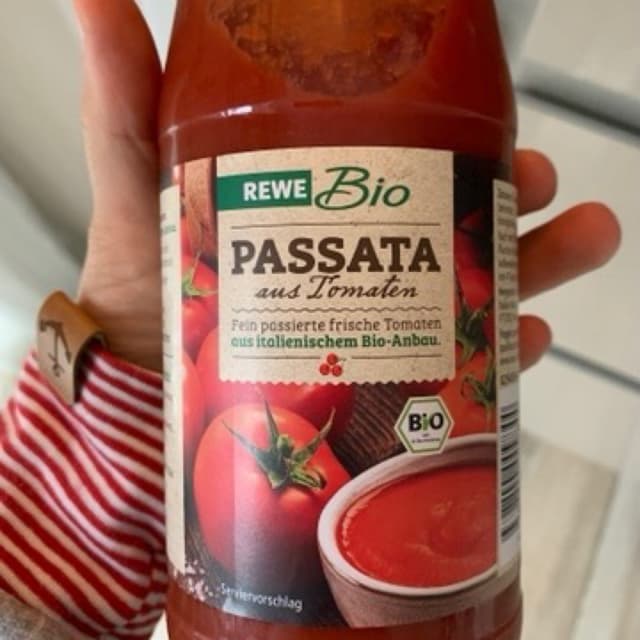 REWE Bio
PASSATA
aus Tomaten
Fein passierte frische Tomaten
aus italienischem Bio-Anbau.
BIO
Serviervorschlag